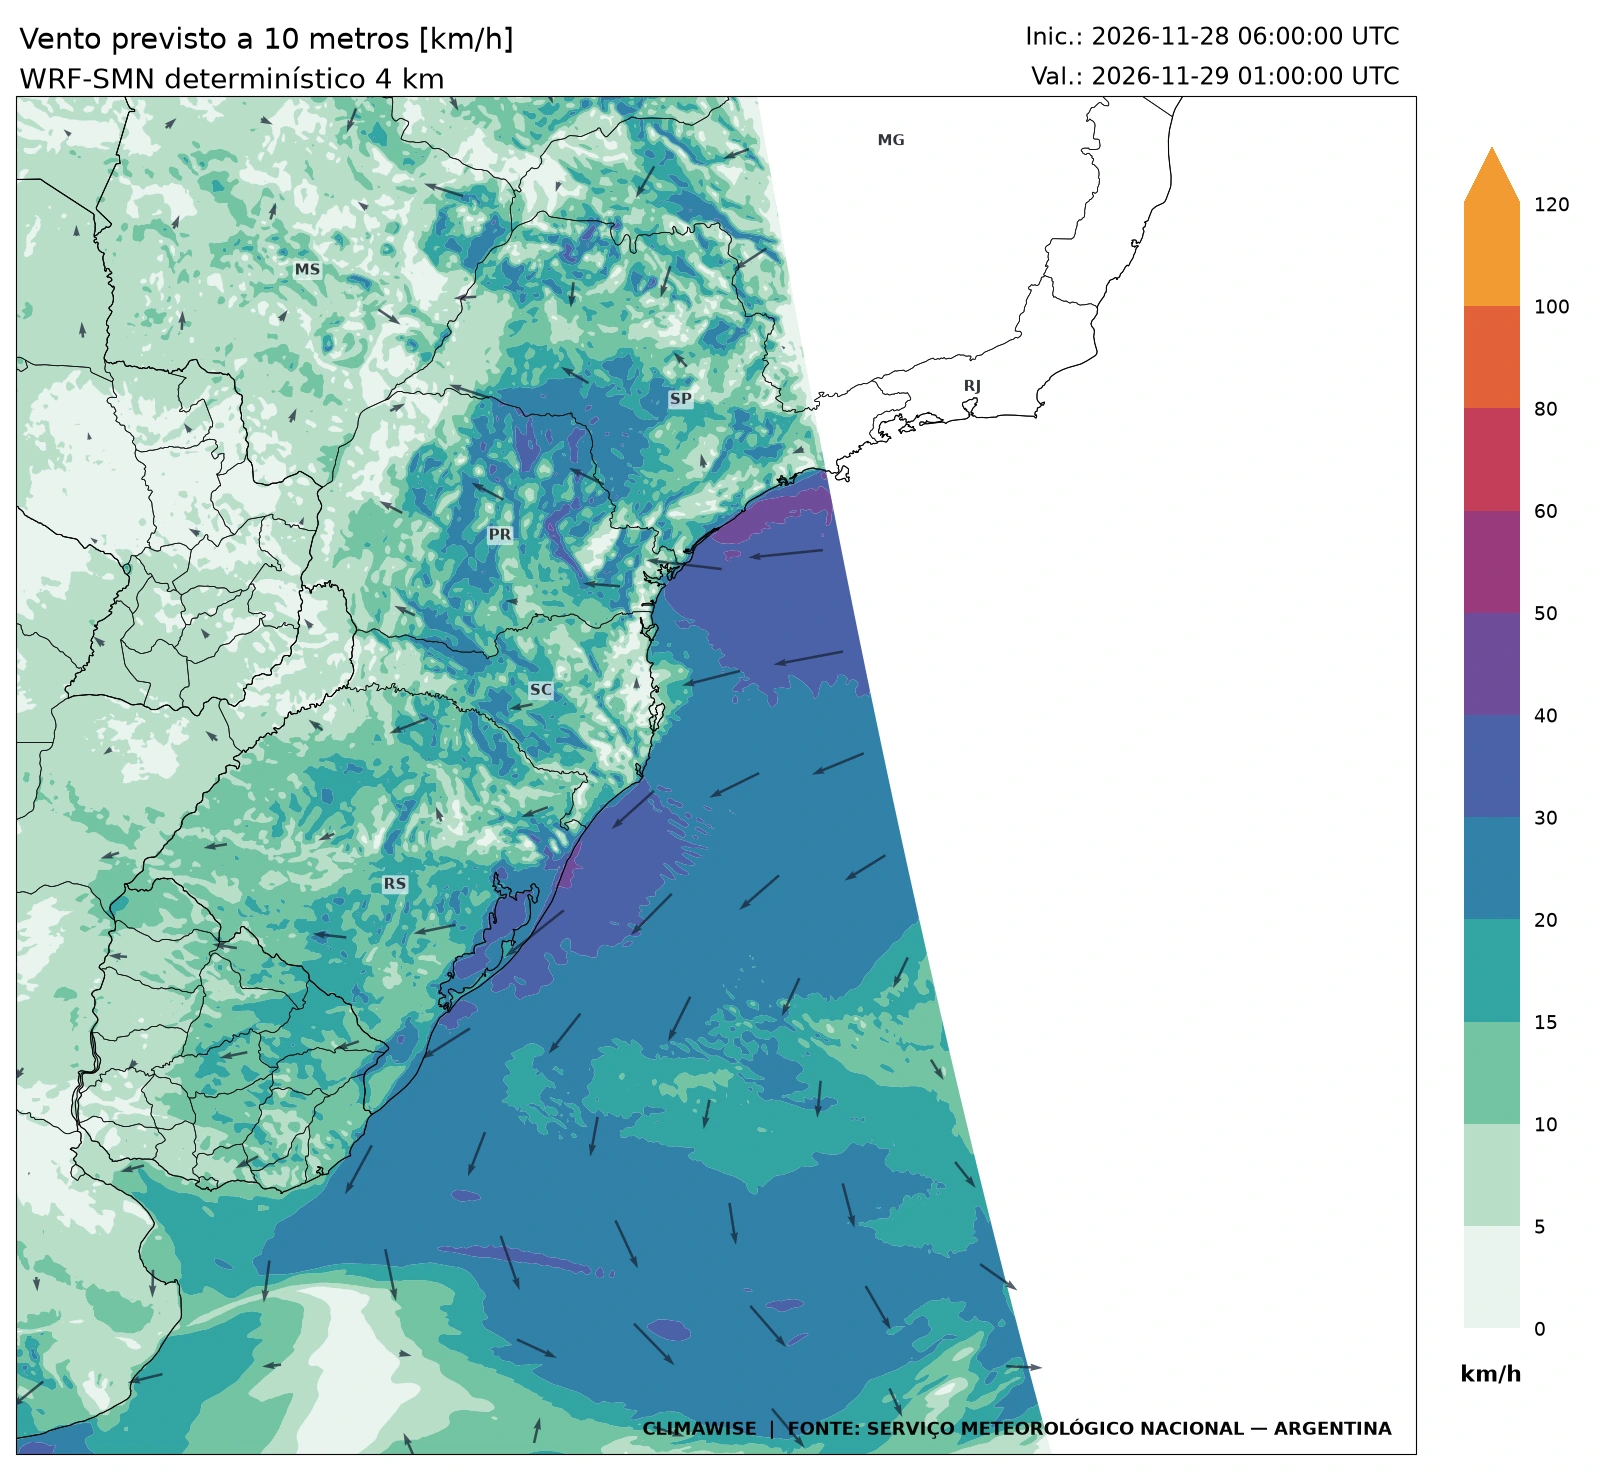 Vento previsto a 10 metros [km/h]
WRF-SMN determinístico 4 km
Inic.: 2026-11-28 06:00:00 UTC
Val.: 2026-11-29 01:00:00 UTC
MG
MS
RJ
SP
PR
SC
RS
120
100
80
60
50
40
30
20
15
10
5
0
km/h
CLIMAWISE | FONTE: SERVIÇO METEOROLÓGICO NACIONAL — ARGENTINA